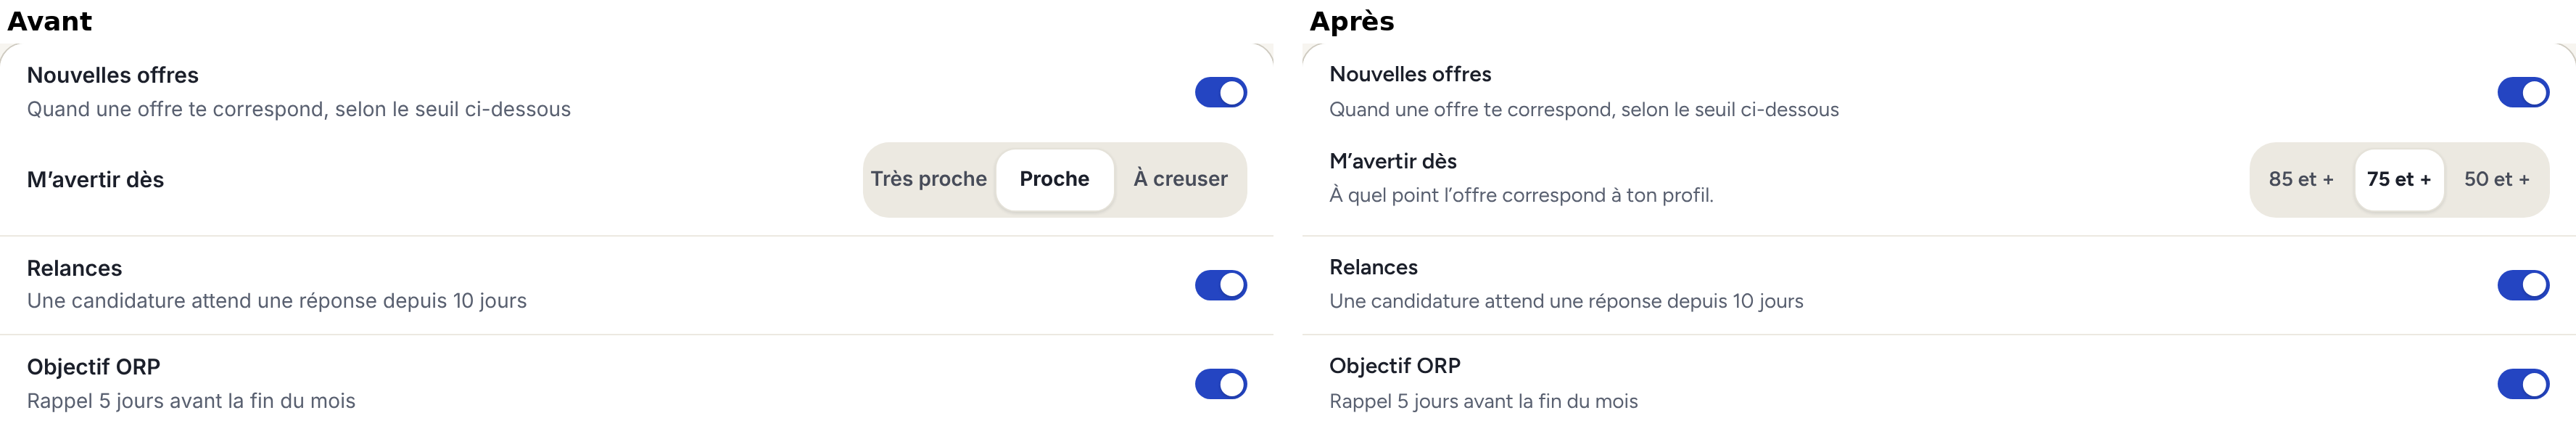 Avant
Nouvelles offres
Quand une offre te correspond, selon le seuil ci-dessous
M’avertir dès
Très proche Proche À creuser
Relances
Une candidature attend une réponse depuis 10 jours
Objectif ORP
Rappel 5 jours avant la fin du mois
Après
Nouvelles offres
Quand une offre te correspond, selon le seuil ci-dessous
M’avertir dès
À quel point l’offre correspond à ton profil.
85 et + 75 et + 50 et +
Relances
Une candidature attend une réponse depuis 10 jours
Objectif ORP
Rappel 5 jours avant la fin du mois